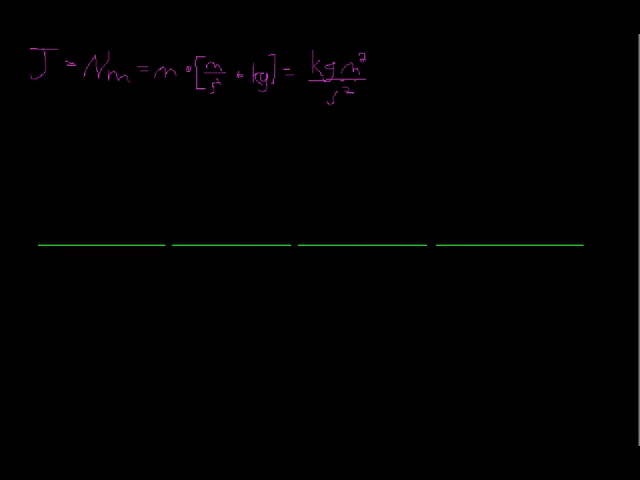 J = Nm = m · [m/s² · kg] = kg m²/s²